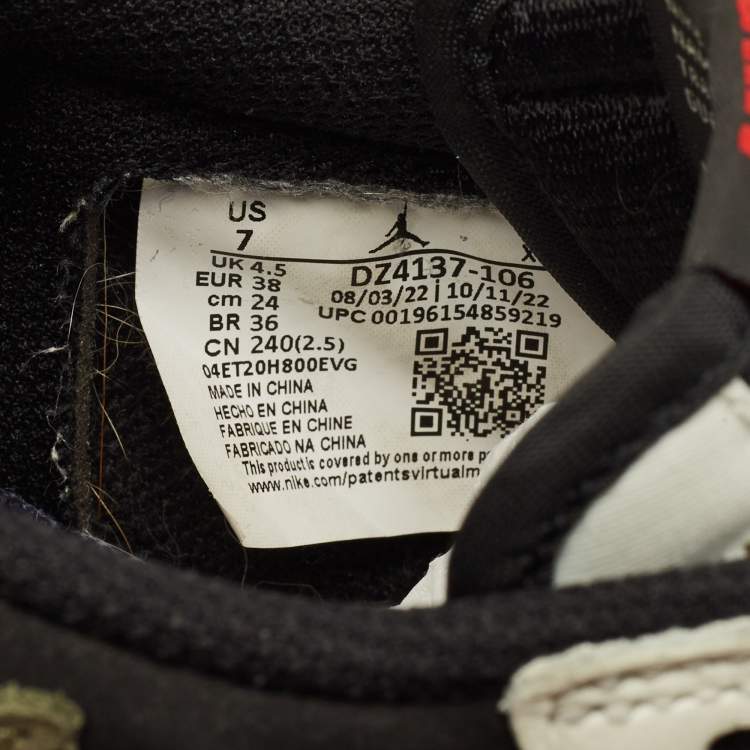 US
7
X
UK 4.5
EUR 38
cm 24
BR 36
CN 240(2.5)
DZ4137-106
08/03/22 | 10/11/22
UPC 00196154859219
04ET20H800EVG
MADE IN CHINA
HECHO EN CHINA
FABRIQUE EN CHINE
FABRICADO NA CHINA
This product is covered by one or more p
www.nike.com/patentsvirtualm